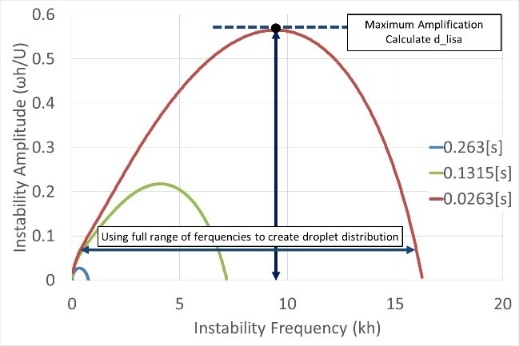 0.6
Maximum Amplification
Calculate d_lisa
0.5
0.4
0.3
0.2
0.1
0
Instability Amplitude (ωh/U)
0.263[s]
0.1315[s]
0.0263[s]
Using full range of ferquencies to create droplet distribution
0 5 10 15 20
Instability Frequency (kh)